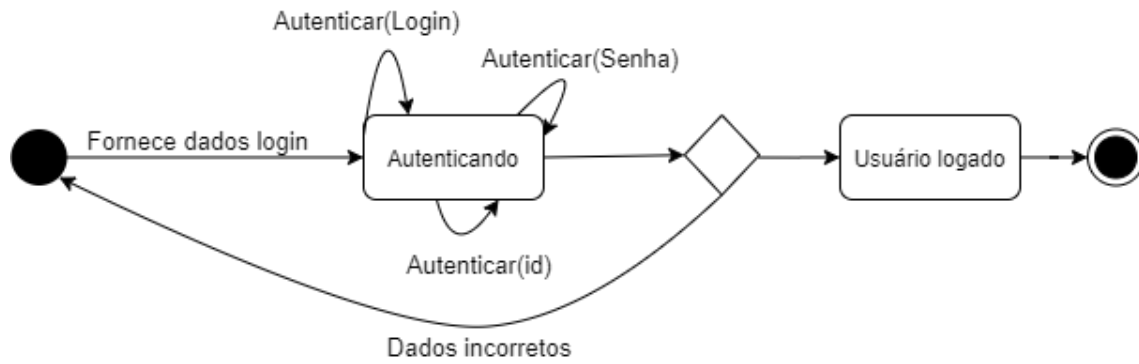 Autenticar(Login)
Autenticar(Senha)
Fornece dados login
Autenticando
Usuário logado
Autenticar(id)
Dados incorretos